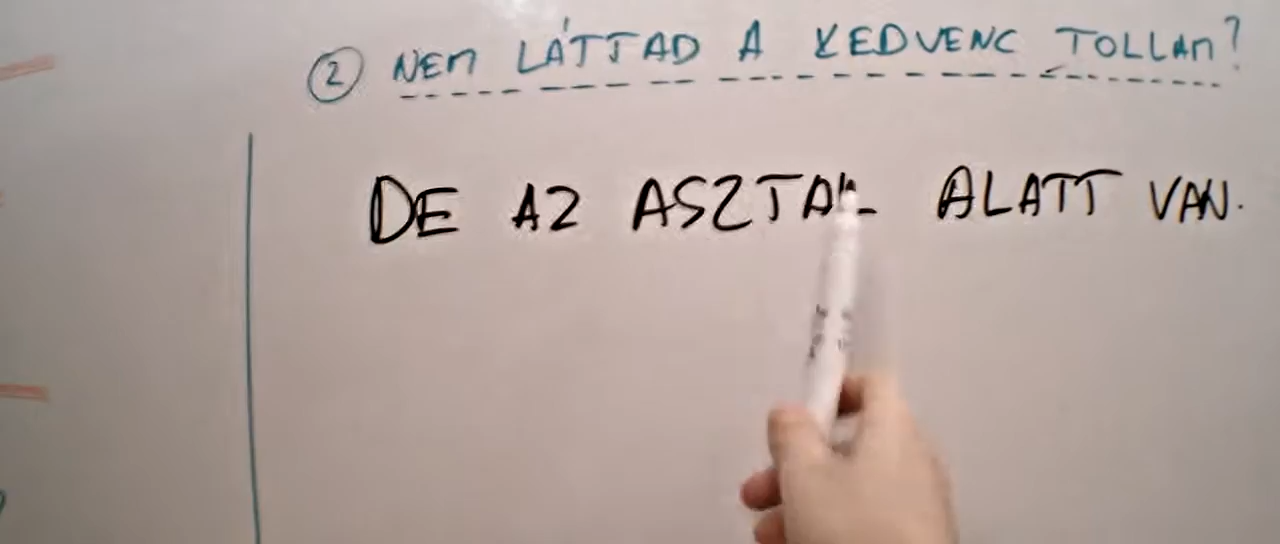 ② NEM LÁTTAD A KEDVENC TOLLAM?
DE AZ ASZTAL ALATT VAN.